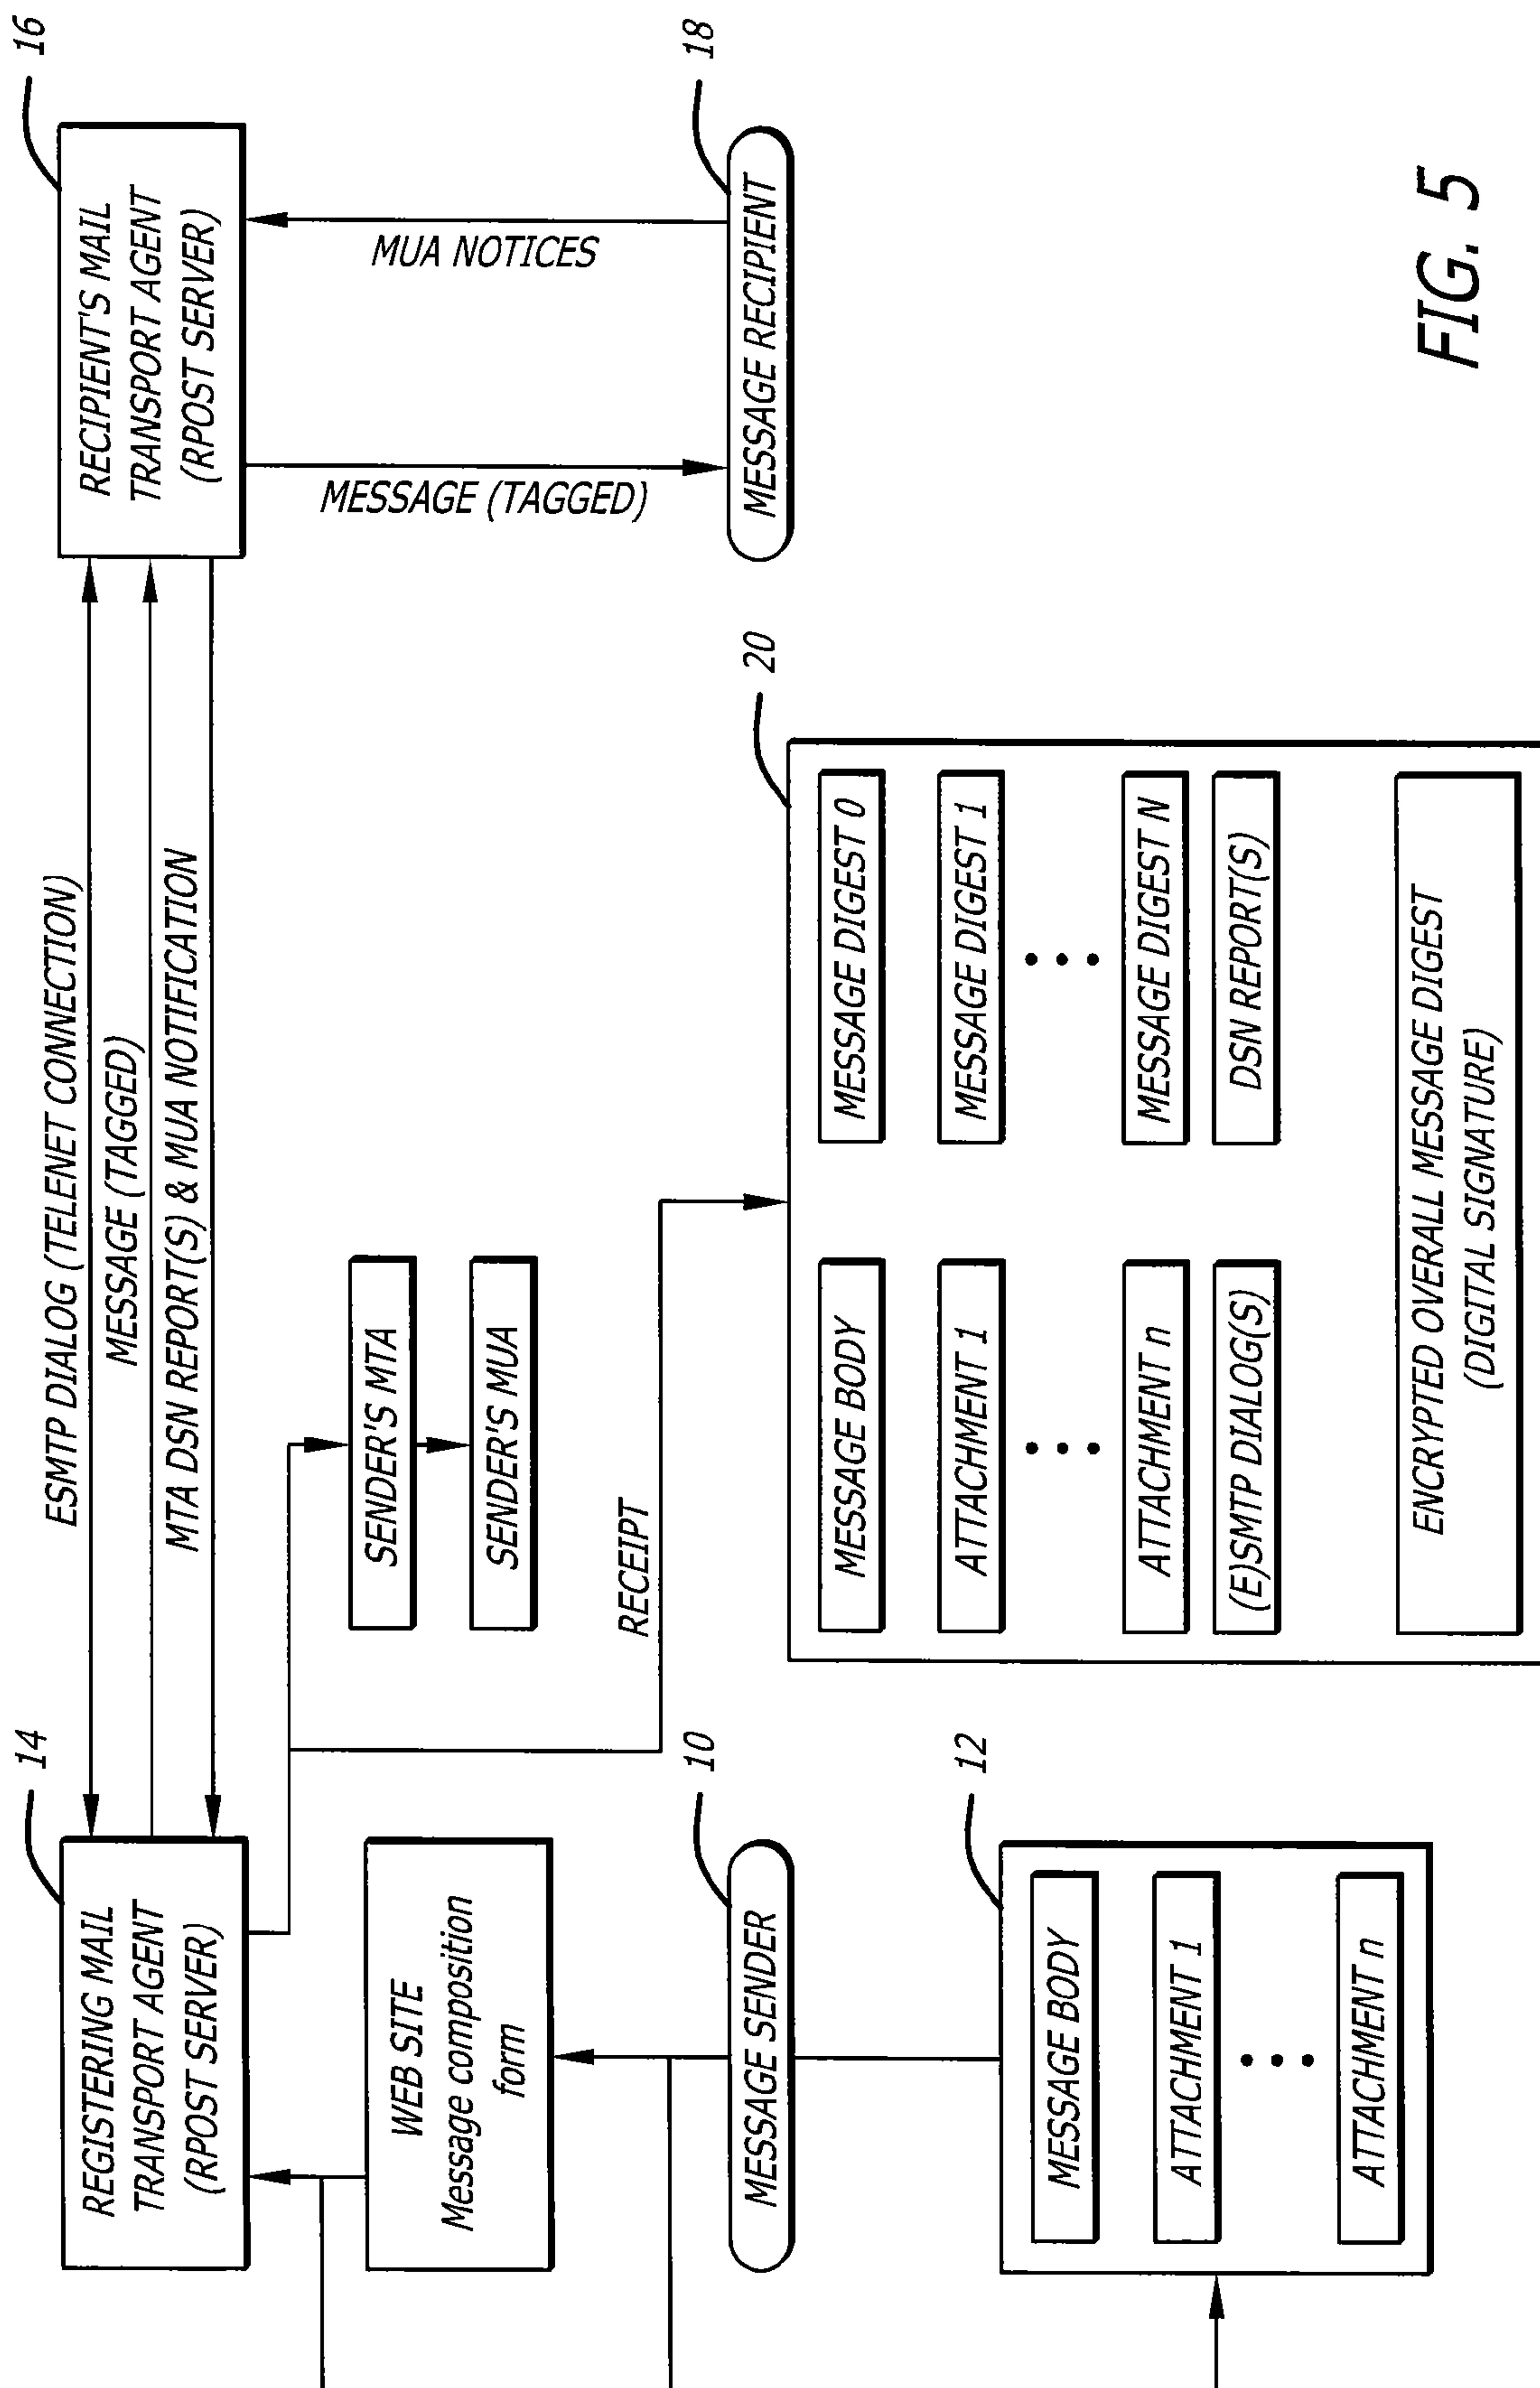 14
REGISTERING MAIL
TRANSPORT AGENT
(RPOST SERVER)
ESMTP DIALOG (TELENET CONNECTION)
MESSAGE (TAGGED)
MTA DSN REPORT(S) & MUA NOTIFICATION
16
RECIPIENT'S MAIL
TRANSPORT AGENT
(RPOST SERVER)
WEB SITE
Message composition
form
SENDER'S MTA
SENDER'S MUA
RECEIPT
MESSAGE (TAGGED)
MUA NOTICES
10
MESSAGE SENDER
18
MESSAGE RECIPIENT
12
MESSAGE BODY
ATTACHMENT 1
ATTACHMENT n
20
MESSAGE BODY
MESSAGE DIGEST 0
ATTACHMENT 1
MESSAGE DIGEST 1
ATTACHMENT n
MESSAGE DIGEST N
(E)SMTP DIALOG(S)
DSN REPORT(S)
ENCRYPTED OVERALL MESSAGE DIGEST
(DIGITAL SIGNATURE)
FIG. 5